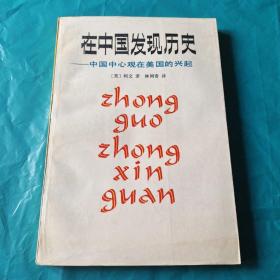 在中国发现历史
——中国中心观在美国的兴起
〔美〕柯文 著 林同奇 译
zhong
guo
zhong
xin
guan